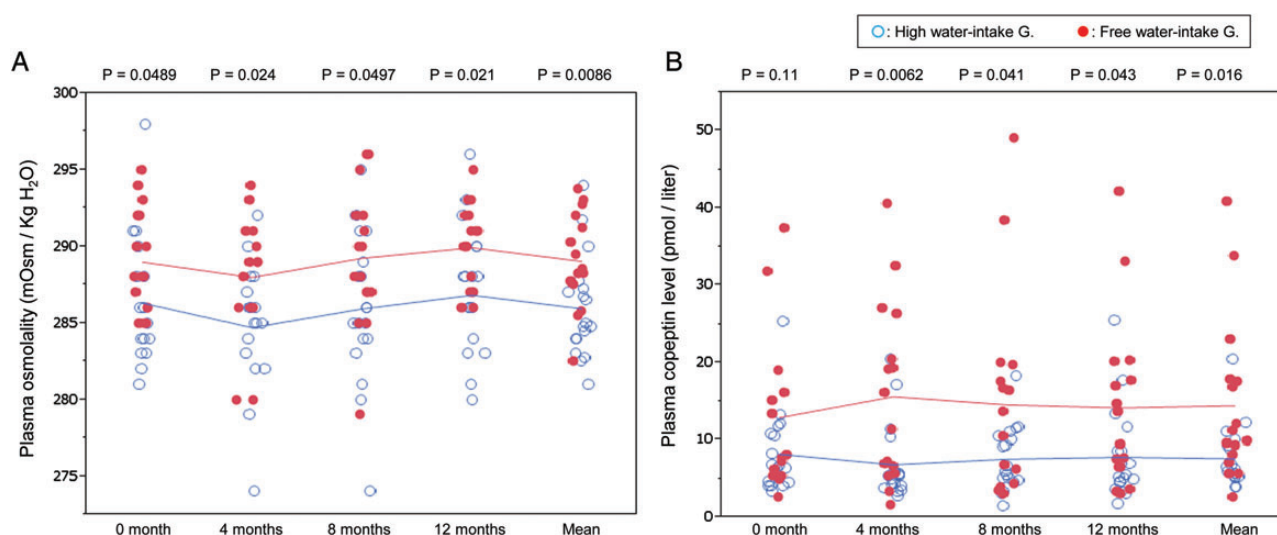 ○: High water-intake G. ●: Free water-intake G.
A
P = 0.0489 P = 0.024 P = 0.0497 P = 0.021 P = 0.0086
Plasma osmolality (mOsm / Kg H₂O)
300
295
290
285
280
275
0 month 4 months 8 months 12 months Mean
B
P = 0.11 P = 0.0062 P = 0.041 P = 0.043 P = 0.016
Plasma copeptin level (pmol / liter)
50
40
30
20
10
0
0 month 4 months 8 months 12 months Mean